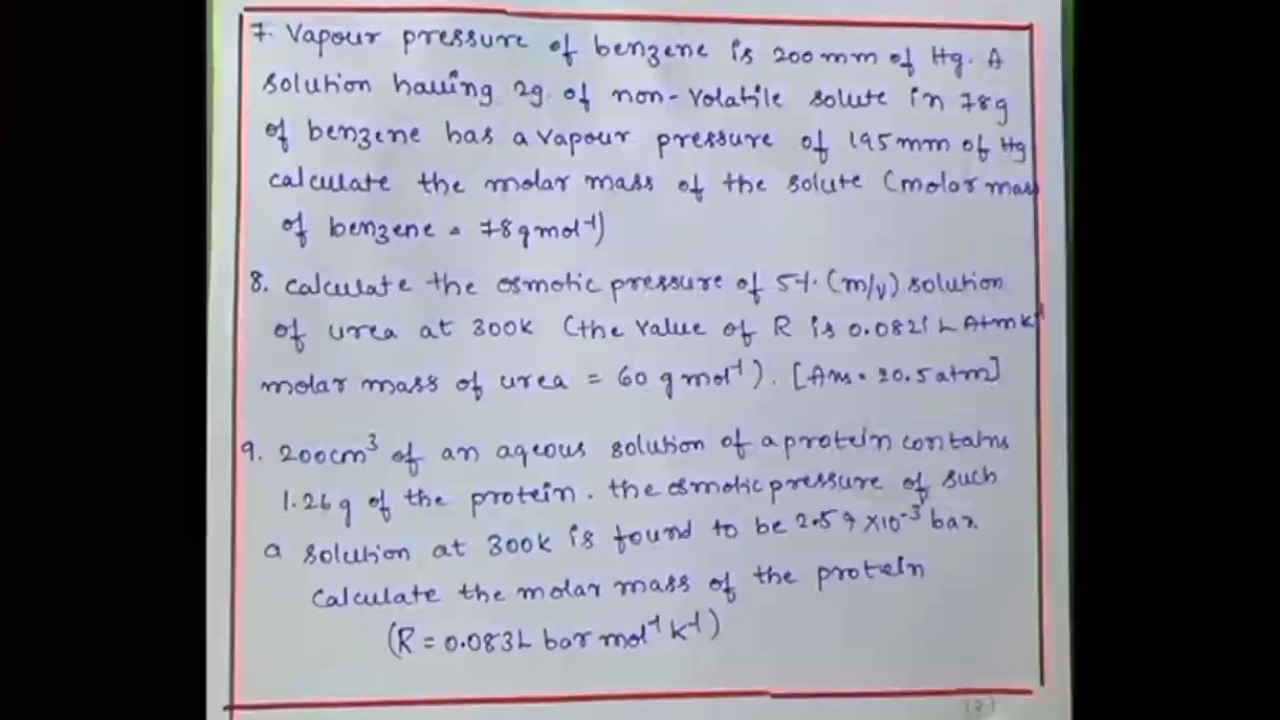 7. Vapour pressure of benzene is 200mm of Hg. A
solution having 2g of non-volatile solute in 78g
of benzene has a vapour pressure of 195mm of Hg
calculate the molar mass of the solute (molar mass
of benzene = 78gmol⁻¹)
8. calculate the osmotic pressure of 5% (m/v) solution
of urea at 300k (the value of R is 0.0821 L Atm k⁻¹
molar mass of urea = 60 g mol⁻¹). [Ans = 20.5 atm]
9. 200cm³ of an aqeous solution of a protein contains
1.26g of the protein. the osmotic pressure of such
a solution at 300k is found to be 2.57 ×10⁻³ bar.
Calculate the molar mass of the protein
(R = 0.083L bar mol⁻¹ k⁻¹)